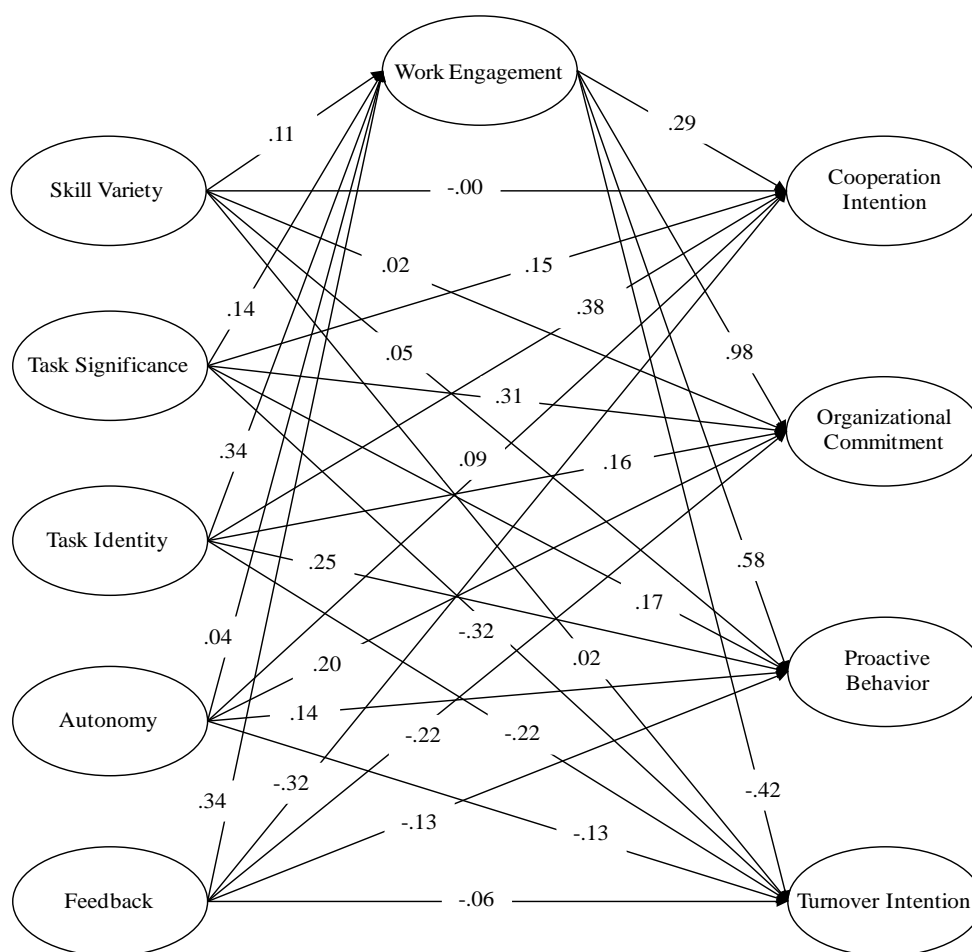 Work Engagement
.11
.29
Skill Variety
-.00
Cooperation
Intention
.02
.15
.14
.38
Task Significance
.05
.98
.31
Organizational
Commitment
.34
.09
.16
Task Identity
.25
.58
.17
.04
-.32
.20
.02
Proactive
Behavior
Autonomy
.14
-.22
-.22
-.32
-.42
.34
-.13
-.13
Feedback
-.06
Turnover Intention